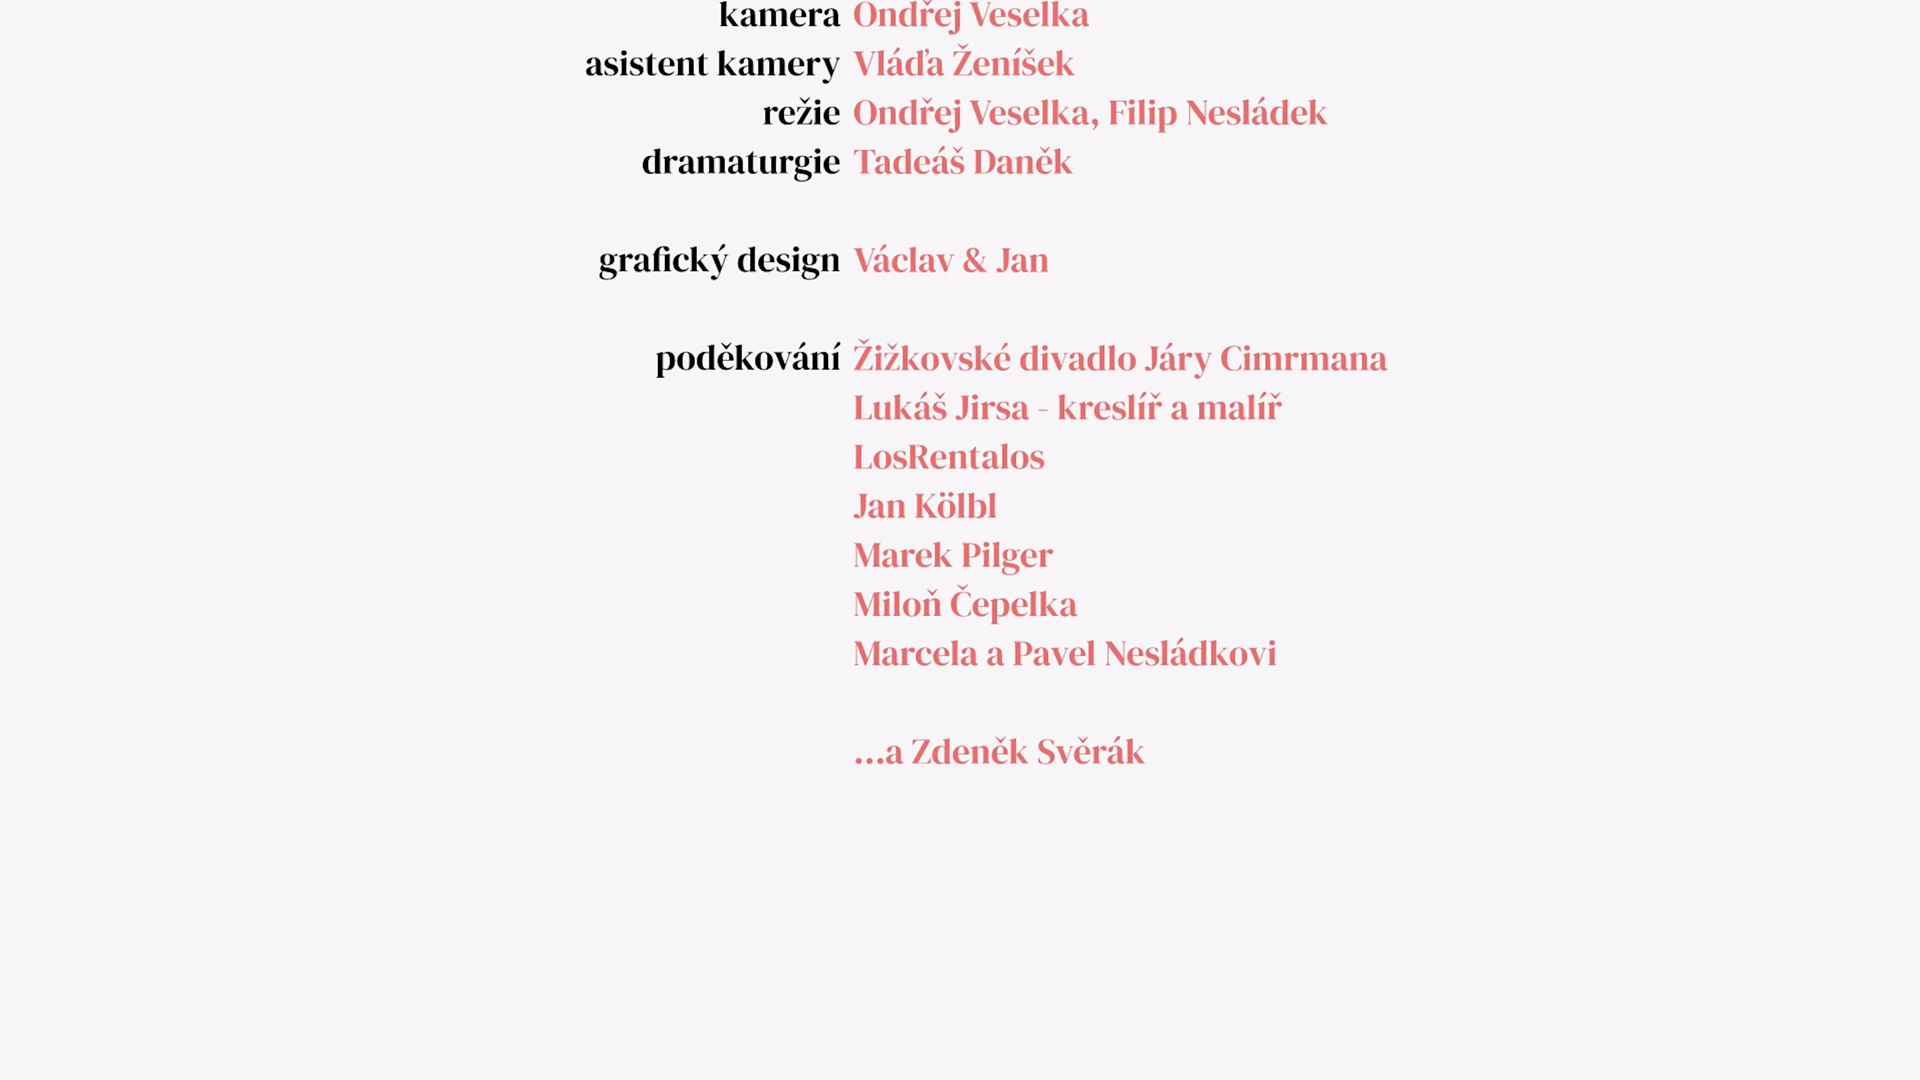 kamera Ondřej Veselka
asistent kamery Vláďa Ženíšek
režie Ondřej Veselka, Filip Nesládek
dramaturgie Tadeáš Daněk
grafický design Václav & Jan
poděkování Žižkovské divadlo Járy Cimrmana
Lukáš Jirsa - kreslíř a malíř
LosRentalos
Jan Kölbl
Marek Pilger
Miloň Čepelka
Marcela a Pavel Nesládkovi
...a Zdeněk Svěrák